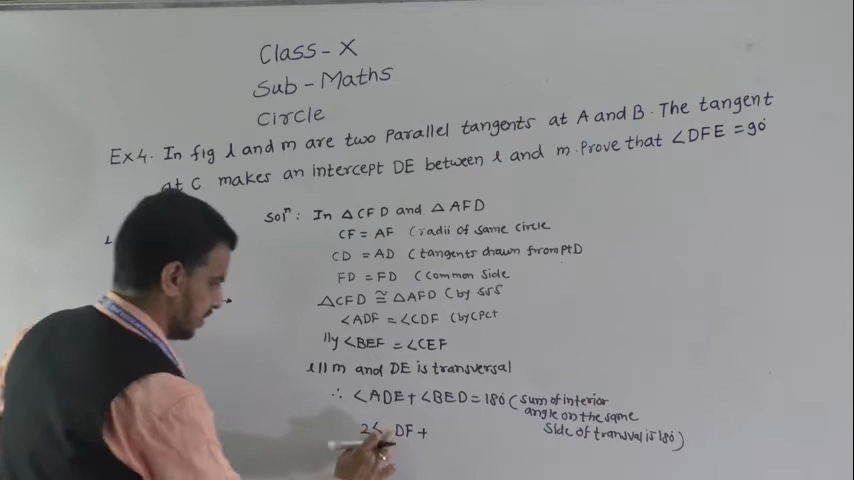 Class-X
Sub-Maths
Circle
Ex4. In fig l and m are two parallel tangents at A and B. The tangent
at C makes an intercept DE between l and m. Prove that ∠DFE = 90°
l
Solⁿ: In △CFD and △AFD
CF = AF (radii of same circle
CD = AD (tangents drawn from pt D
FD = FD (common side
△CFD ≅ △AFD (by SSS
∠ADF = ∠CDF (by CPCT
||ly ∠BEF = ∠CEF
l||m and DE is transversal
∴ ∠ADE + ∠BED = 180° (sum of interior
angle on the same
side of transval is 180°)
2∠ DF +